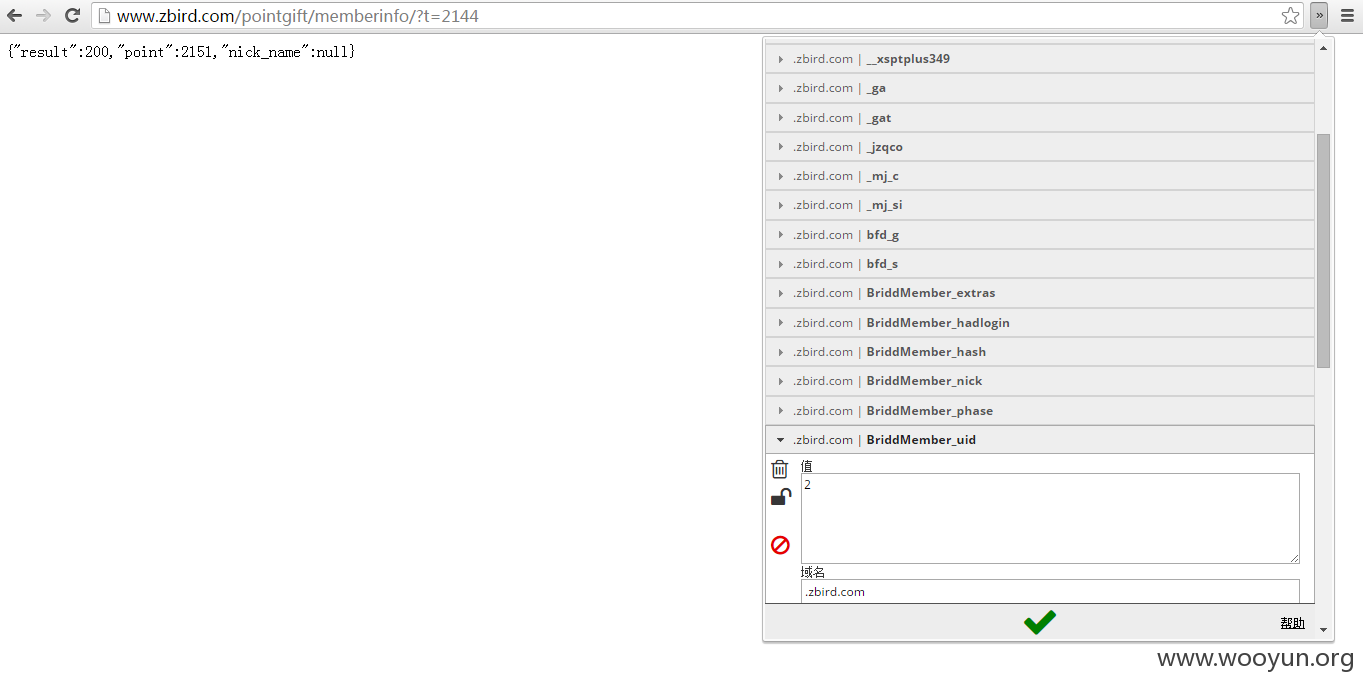 www.zbird.com/pointgift/memberinfo/?t=2144
»
{"result":200,"point":2151,"nick_name":null}
.zbird.com | __xsptplus349
.zbird.com | _ga
.zbird.com | _gat
.zbird.com | _jzqco
.zbird.com | _mj_c
.zbird.com | _mj_si
.zbird.com | bfd_g
.zbird.com | bfd_s
.zbird.com | BriddMember_extras
.zbird.com | BriddMember_hadlogin
.zbird.com | BriddMember_hash
.zbird.com | BriddMember_nick
.zbird.com | BriddMember_phase
.zbird.com | BriddMember_uid
值
2
域名
.zbird.com
帮助
www.wooyun.org